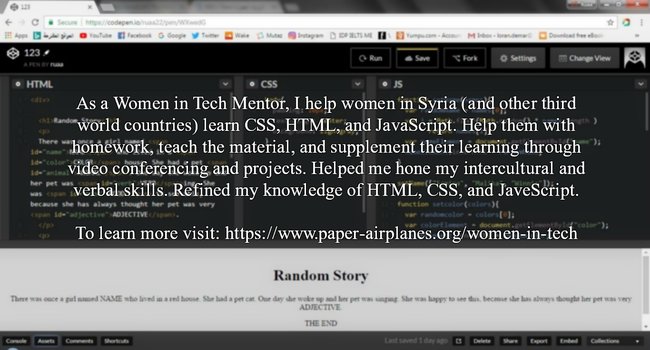 123
Secure https://codepen.io/ruaa22/pen/WXwxdG
Apps YouTube Facebook Google Twitter Wake Mutaz Instagram IDP IELTS ME Yumpu.com - Accou Inbox - loran.demari1 Download free eBook
123
A PEN BY ruaa
Run Save Fork Settings Change View
HTML CSS JS
As a Women in Tech Mentor, I help women in Syria (and other third
world countries) learn CSS, HTML, and JavaScript. Help them with
homework, teach the material, and supplement their learning through
video conferencing and projects. Helped me hone my intercultural and
verbal skills. Refined my knowledge of HTML, CSS, and JaveScript.
To learn more visit: https://www.paper-airplanes.org/women-in-tech
<div>
<h1>Random Story
<p>
because she has always thought her pet was very
<span id="adjective">ADJECTIVE</span>.
</p>
function setcolor(colors){
var randomcolor = colors[0];
Random Story
There was once a girl named NAME who lived in a red house. She had a pet cat. One day she woke up and her pet was singing. She was happy to see this, because she has always thought her pet was very
ADJECTIVE.
THE END
Console Assets Comments Shortcuts Last saved 1 day ago Delete Share Export Embed Collections